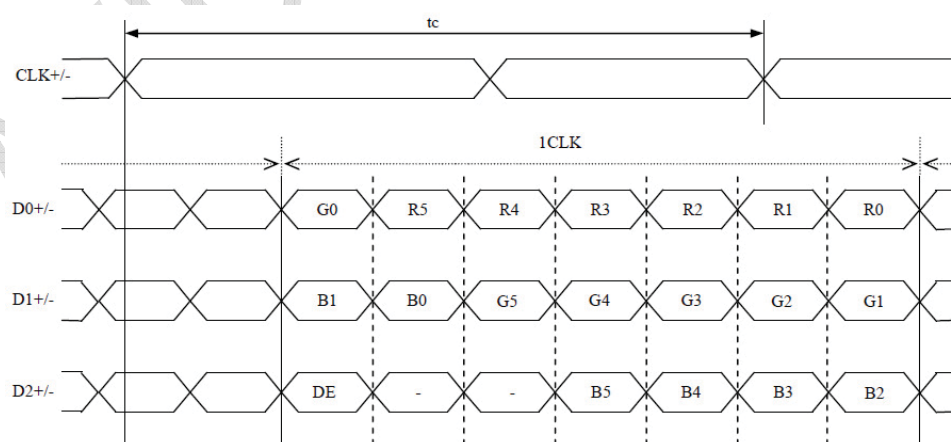 tc
CLK+/-
1CLK
D0+/- G0 R5 R4 R3 R2 R1 R0
D1+/- B1 B0 G5 G4 G3 G2 G1
D2+/- DE - - B5 B4 B3 B2